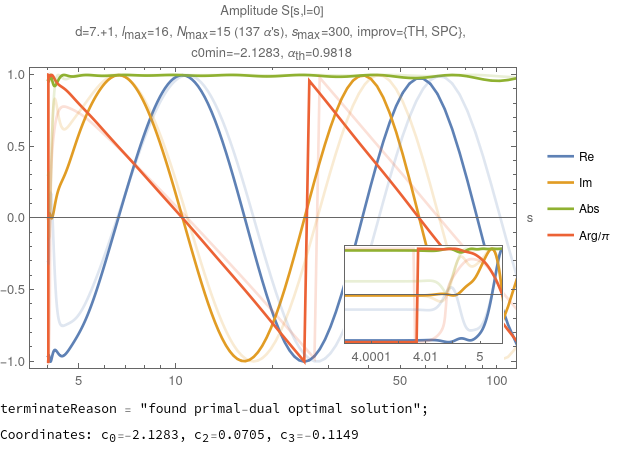 Amplitude S[s,l=0]
d=7.+1, lmax=16, Nmax=15 (137 α's), smax=300, improv={TH, SPC},
c0min=-2.1283, αth=0.9818
1.0
0.5
0.0
-0.5
-1.0
s
Re
Im
Abs
Arg/π
4.0001 4.01 5
5 10 50 100
terminateReason = "found primal-dual optimal solution";
Coordinates: c0=-2.1283, c2=0.0705, c3=-0.1149